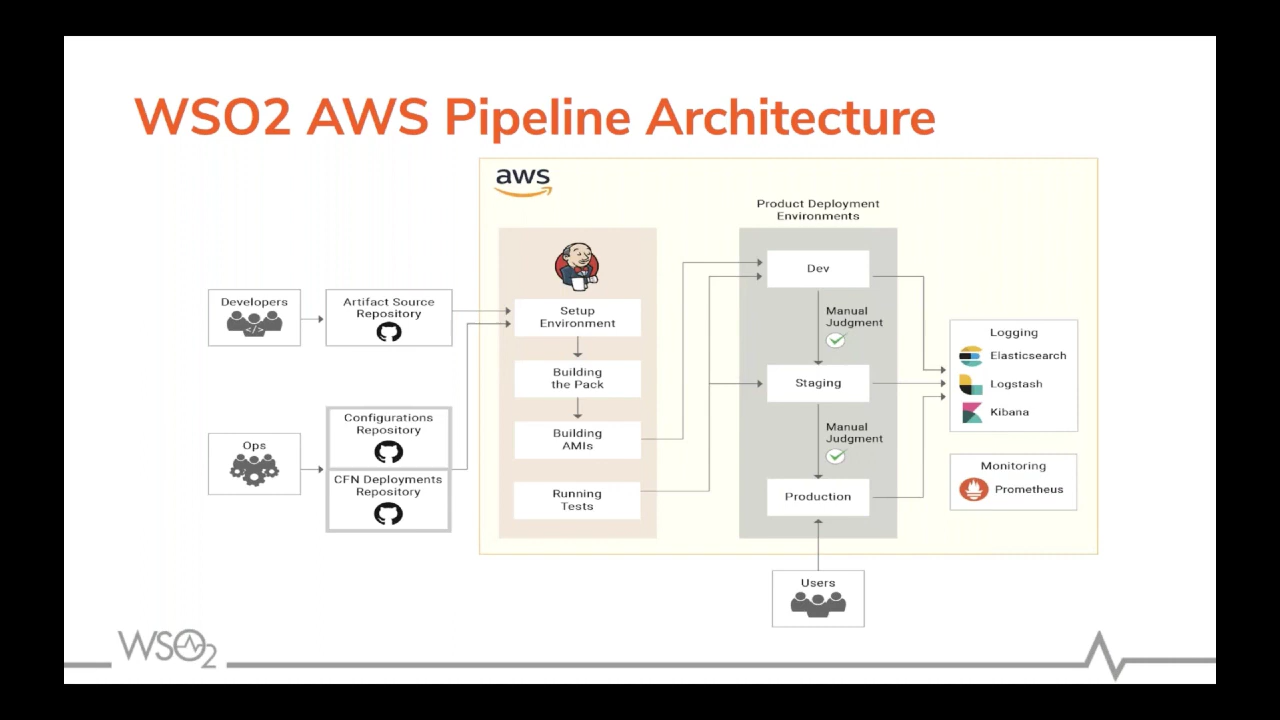 WSO2 AWS Pipeline Architecture
aws
Product Deployment
Environments
Developers
</>
Artifact Source
Repository
Ops
Configurations
Repository
CFN Deployments
Repository
Setup
Environment
Building
the Pack
Building
AMIs
Running
Tests
Dev
Manual
Judgment
Staging
Manual
Judgment
Production
Users
Logging
Elasticsearch
Logstash
Kibana
Monitoring
Prometheus
WSO2